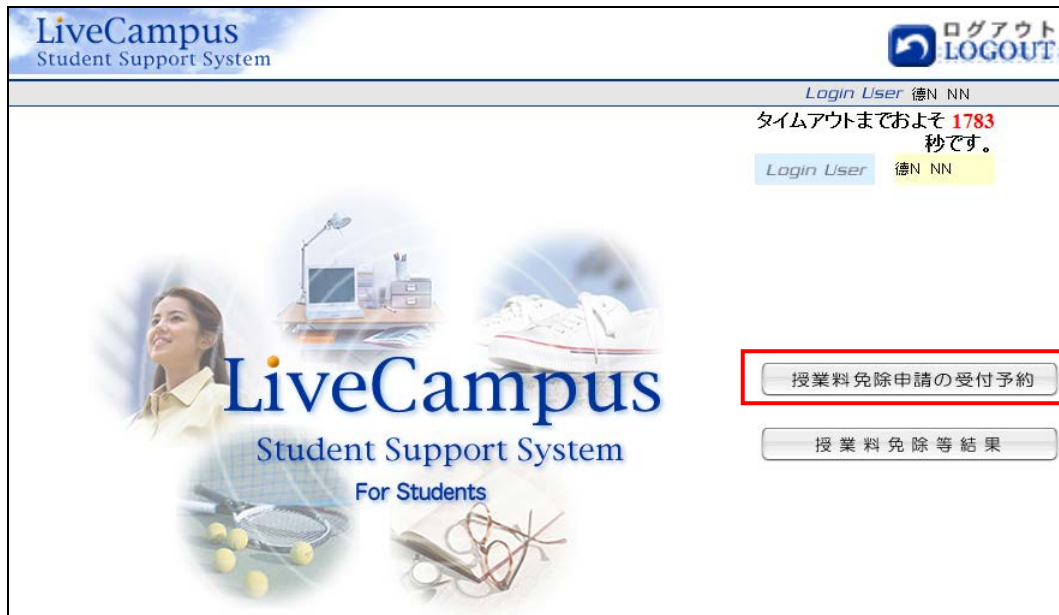 LiveCampus
Student Support System
ログアウト
LOGOUT
Login User 德N NN
タイムアウトまでおよそ 1783
秒です。
Login User 德N NN
授業料免除申請の受付予約
LiveCampus
授業料免除等結果
Student Support System
For Students